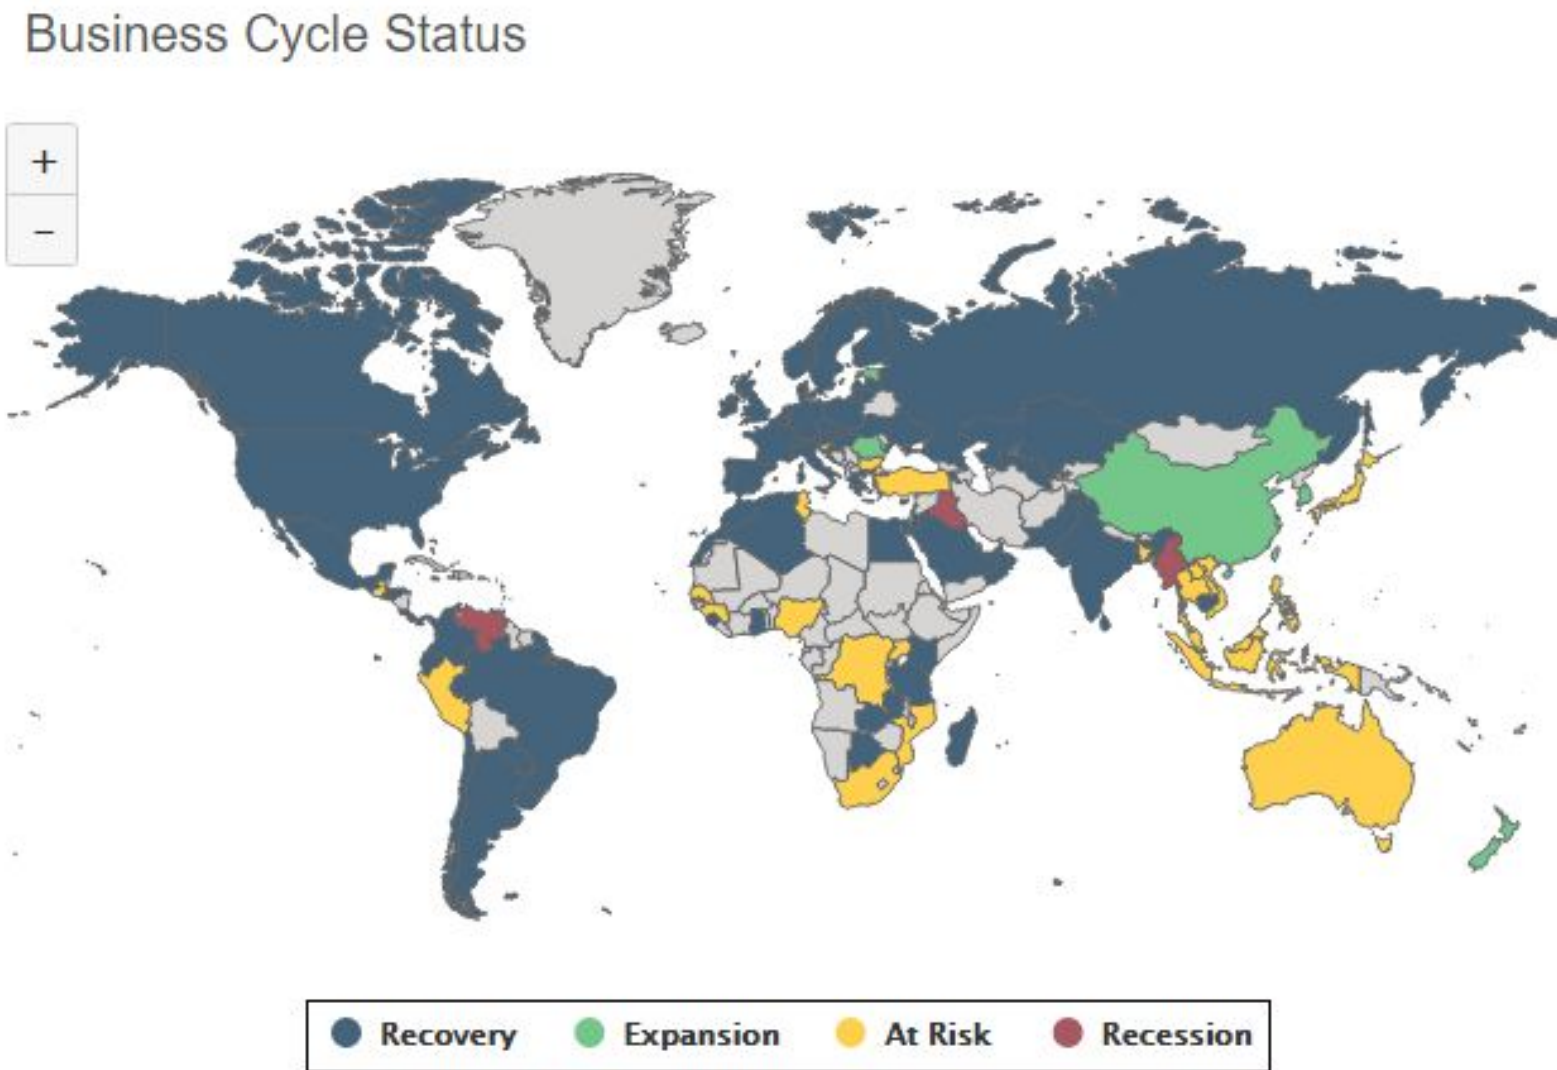 Business Cycle Status
+
−
Recovery Expansion At Risk Recession